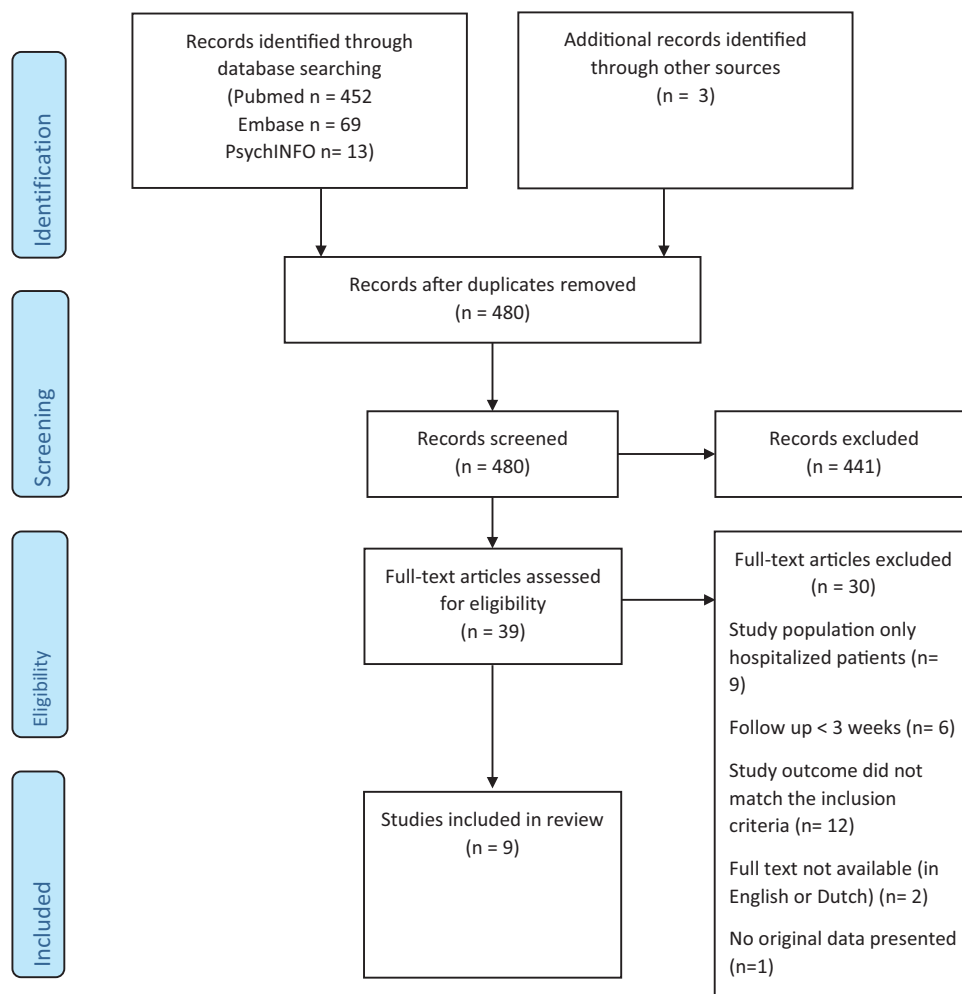 Identification
Records identified through
database searching
(Pubmed n = 452
Embase n = 69
PsychINFO n= 13)
Additional records identified
through other sources
(n = 3)
Records after duplicates removed
(n = 480)
Screening
Records screened
(n = 480)
Records excluded
(n = 441)
Eligibility
Full-text articles assessed
for eligibility
(n = 39)
Full-text articles excluded
(n = 30)
Study population only
hospitalized patients (n=
9)
Follow up < 3 weeks (n= 6)
Study outcome did not
match the inclusion
criteria (n= 12)
Full text not available (in
English or Dutch) (n= 2)
No original data presented
(n=1)
Included
Studies included in review
(n = 9)